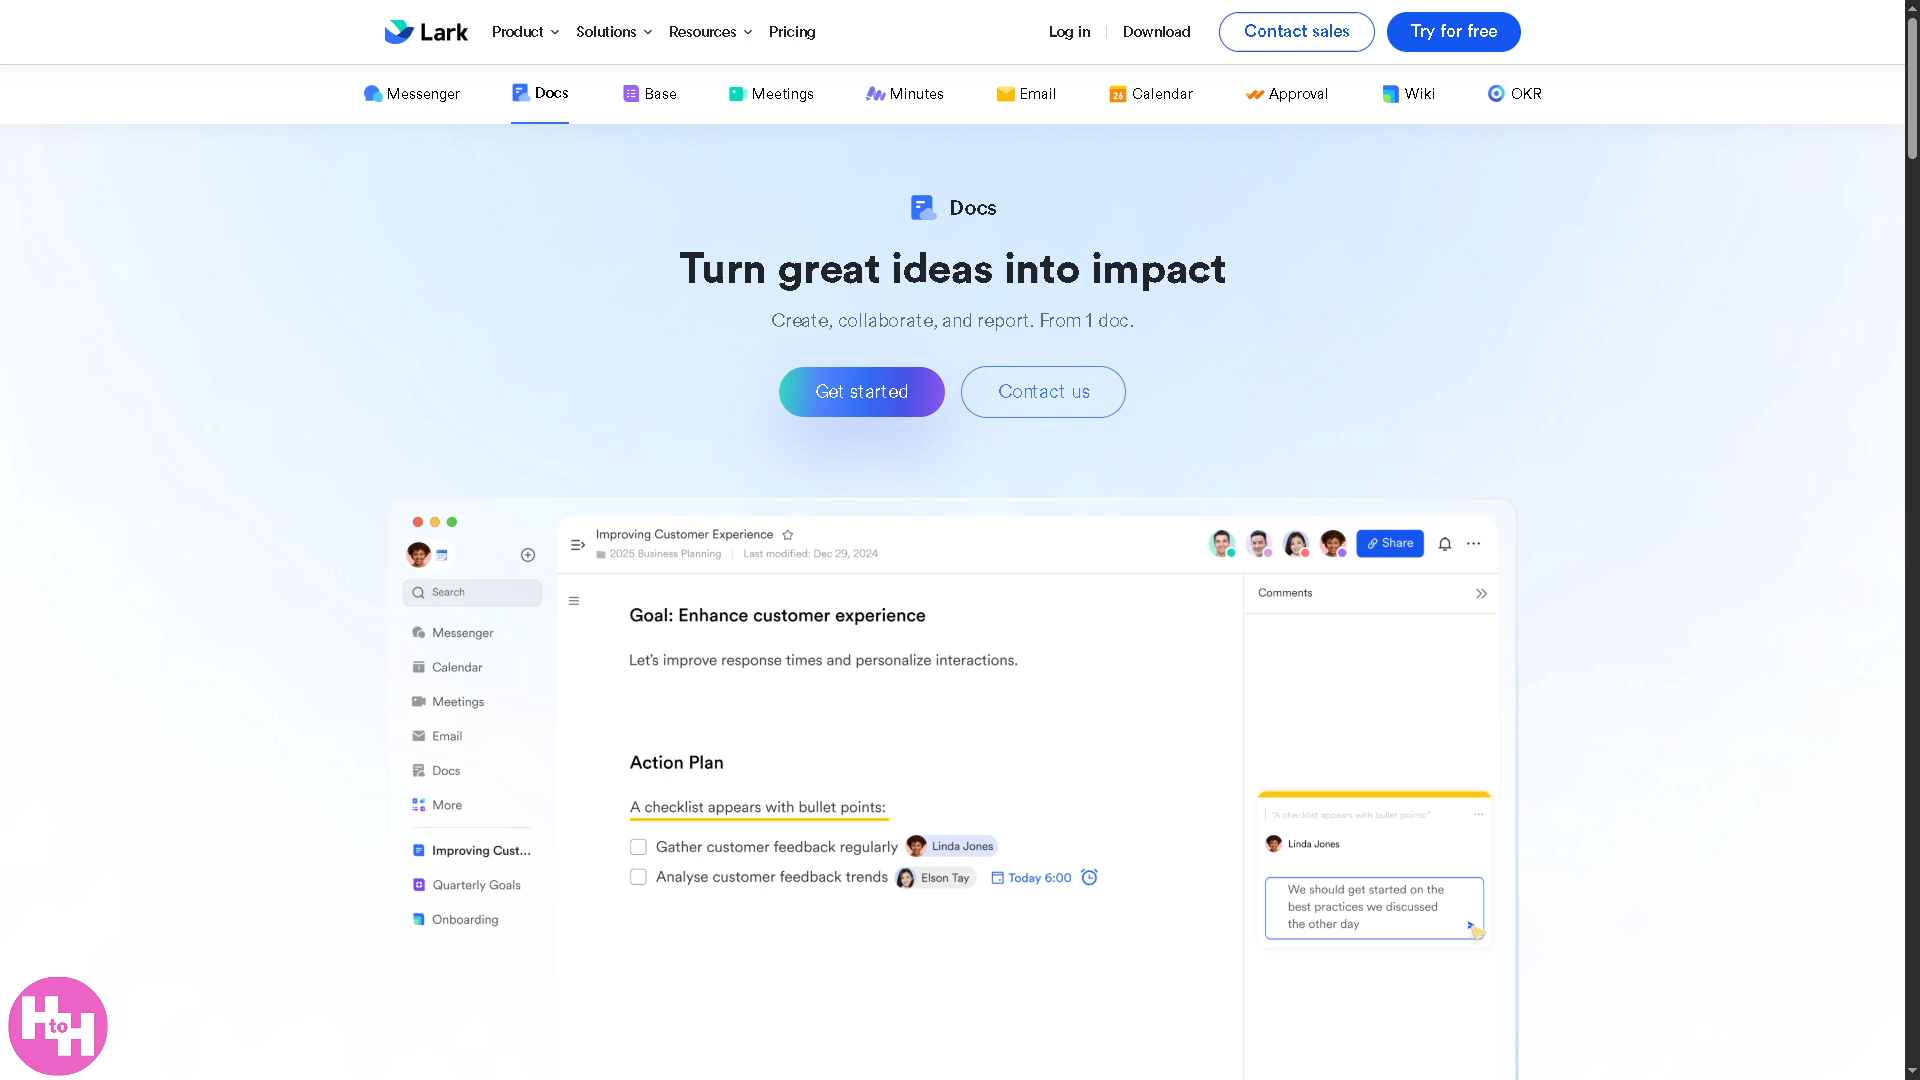 Lark
Product
Solutions
Resources
Pricing
Log in
Download
Contact sales
Try for free
Messenger
Docs
Base
Meetings
Minutes
Email
26
Calendar
Approval
Wiki
OKR
Docs
Turn great ideas into impact
Create, collaborate, and report. From 1 doc.
Get started
Contact us
Improving Customer Experience
2025 Business Planning
Last modified: Dec 29, 2024
Share
Search
Messenger
Calendar
Meetings
Email
Docs
More
Improving Cust...
Quarterly Goals
Onboarding
Goal: Enhance customer experience
Let's improve response times and personalize interactions.
Action Plan
A checklist appears with bullet points:
Gather customer feedback regularly
Linda Jones
Analyse customer feedback trends
Elson Tay
Today 6:00
Comments
"A checklist appears with bullet points:"
Linda Jones
We should get started on the
best practices we discussed
the other day
H to H